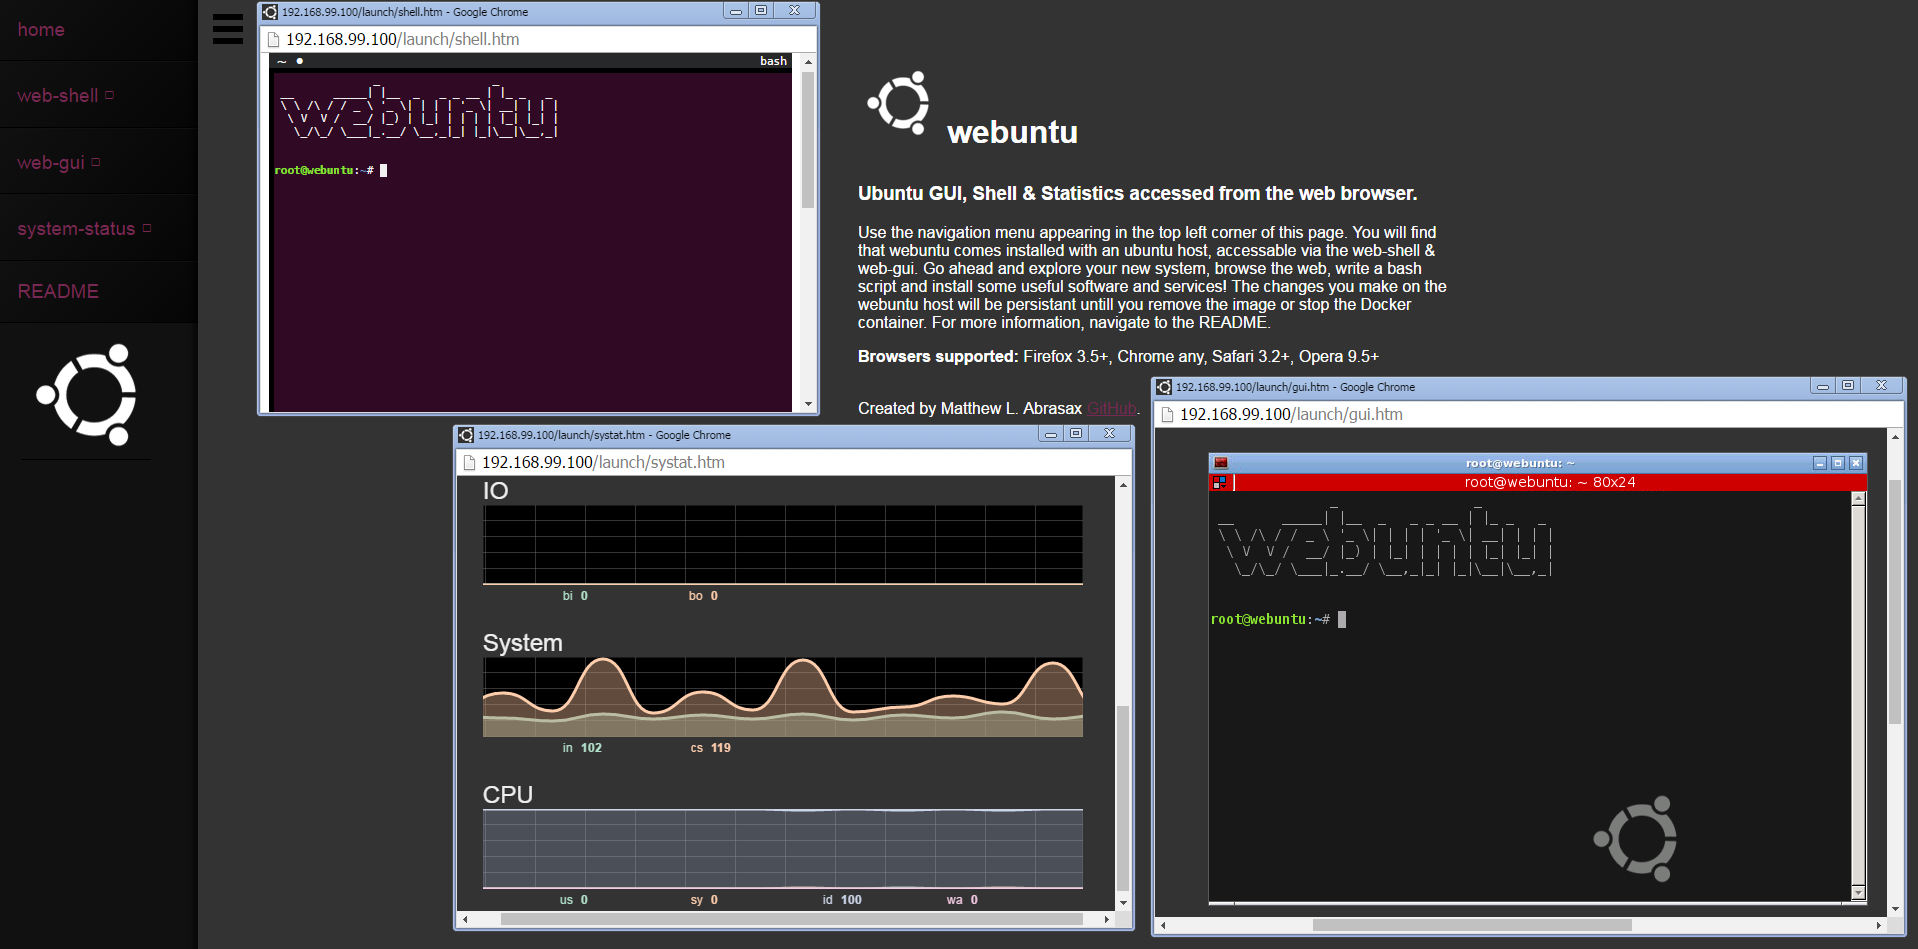 home
web-shell
web-gui
system-status
README
192.168.99.100/launch/shell.htm - Google Chrome
192.168.99.100/launch/shell.htm
~ bash
webuntu
root@webuntu:~#
webuntu
Ubuntu GUI, Shell & Statistics accessed from the web browser.
Use the navigation menu appearing in the top left corner of this page. You will find
that webuntu comes installed with an ubuntu host, accessable via the web-shell &
web-gui. Go ahead and explore your new system, browse the web, write a bash
script and install some useful software and services! The changes you make on the
webuntu host will be persistant untill you remove the image or stop the Docker
container. For more information, navigate to the README.
Browsers supported: Firefox 3.5+, Chrome any, Safari 3.2+, Opera 9.5+
Created by Matthew L. Abrasax GitHub.
192.168.99.100/launch/systat.htm - Google Chrome
192.168.99.100/launch/systat.htm
IO
bi 0 bo 0
System
in 102 cs 119
CPU
us 0 sy 0 id 100 wa 0
192.168.99.100/launch/gui.htm - Google Chrome
192.168.99.100/launch/gui.htm
root@webuntu: ~
root@webuntu: ~ 80x24
webuntu
root@webuntu:~#